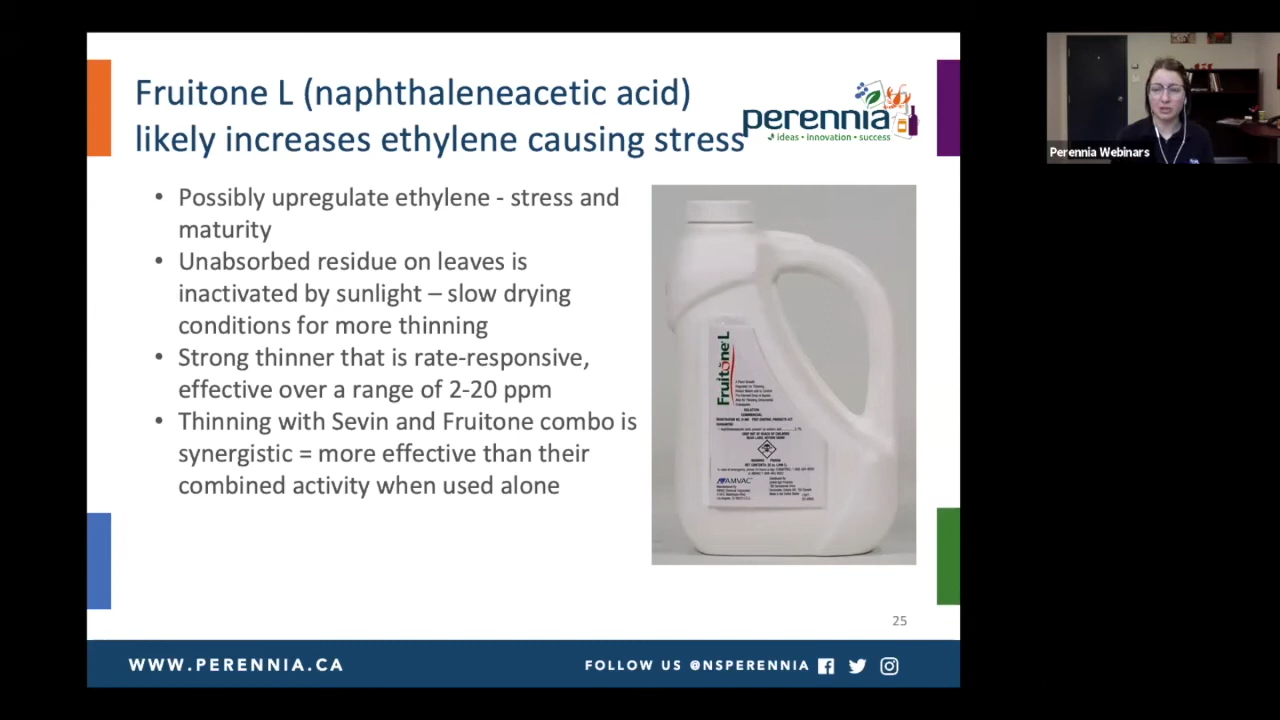 Fruitone L (naphthaleneacetic acid)
likely increases ethylene causing stress
perennia
ideas • innovation • success
• Possibly upregulate ethylene - stress and
maturity
• Unabsorbed residue on leaves is
inactivated by sunlight – slow drying
conditions for more thinning
• Strong thinner that is rate-responsive,
effective over a range of 2-20 ppm
• Thinning with Sevin and Fruitone combo is
synergistic = more effective than their
combined activity when used alone
Fruitone L
SOLUTION
COMMERCIAL
AMVAC
25
WWW.PERENNIA.CA
FOLLOW US @NSPERENNIA
Perennia Webinars